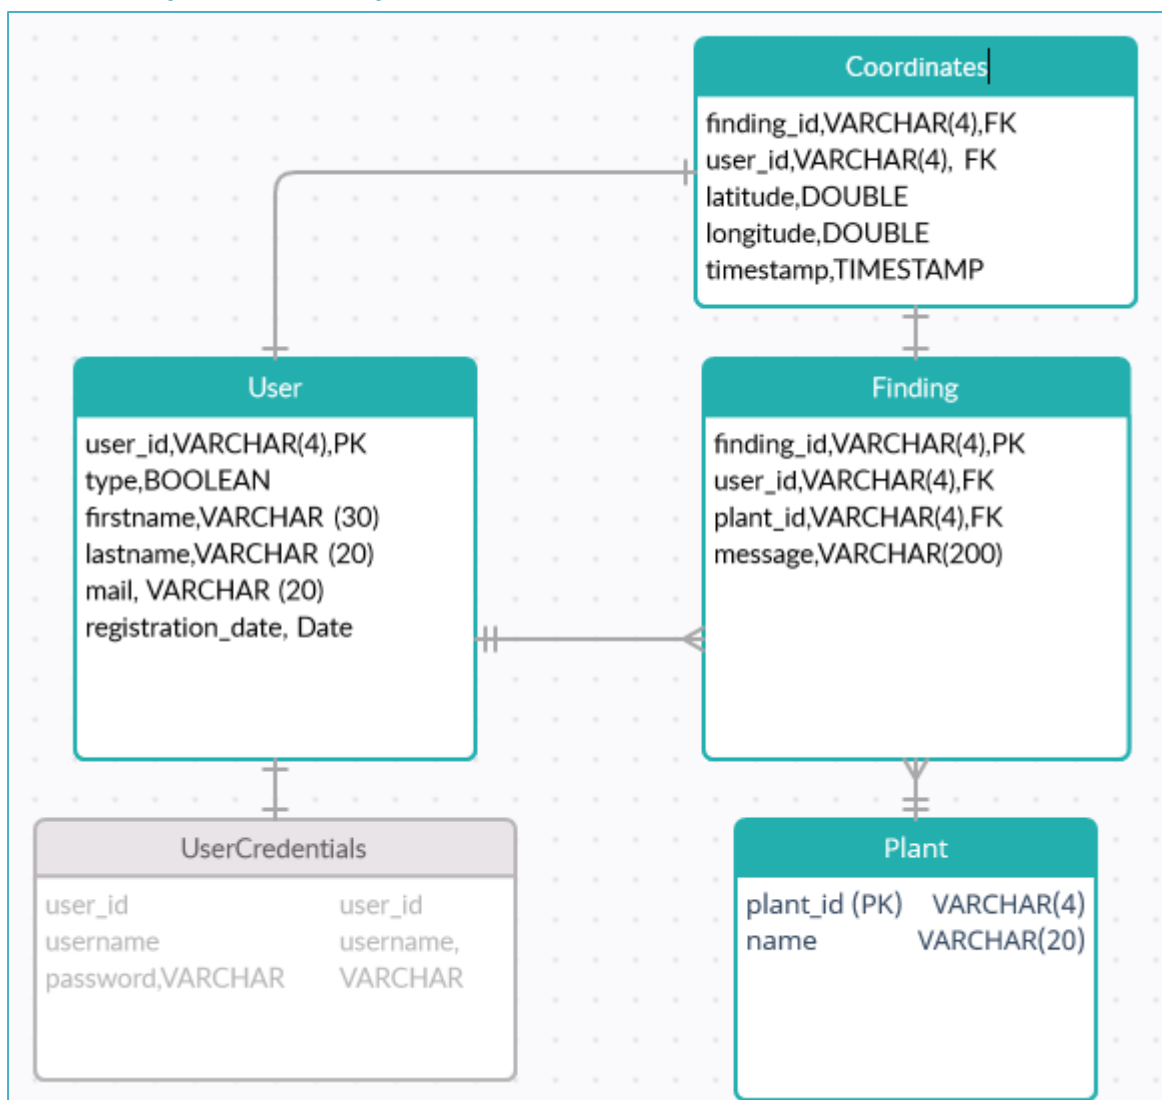 Coordinates
finding_id,VARCHAR(4),FK
user_id,VARCHAR(4), FK
latitude,DOUBLE
longitude,DOUBLE
timestamp,TIMESTAMP
User
user_id,VARCHAR(4),PK
type,BOOLEAN
firstname,VARCHAR (30)
lastname,VARCHAR (20)
mail, VARCHAR (20)
registration_date, Date
Finding
finding_id,VARCHAR(4),PK
user_id,VARCHAR(4),FK
plant_id,VARCHAR(4),FK
message,VARCHAR(200)
UserCredentials
user_id user_id
username username,
password,VARCHAR VARCHAR
Plant
plant_id (PK) VARCHAR(4)
name VARCHAR(20)